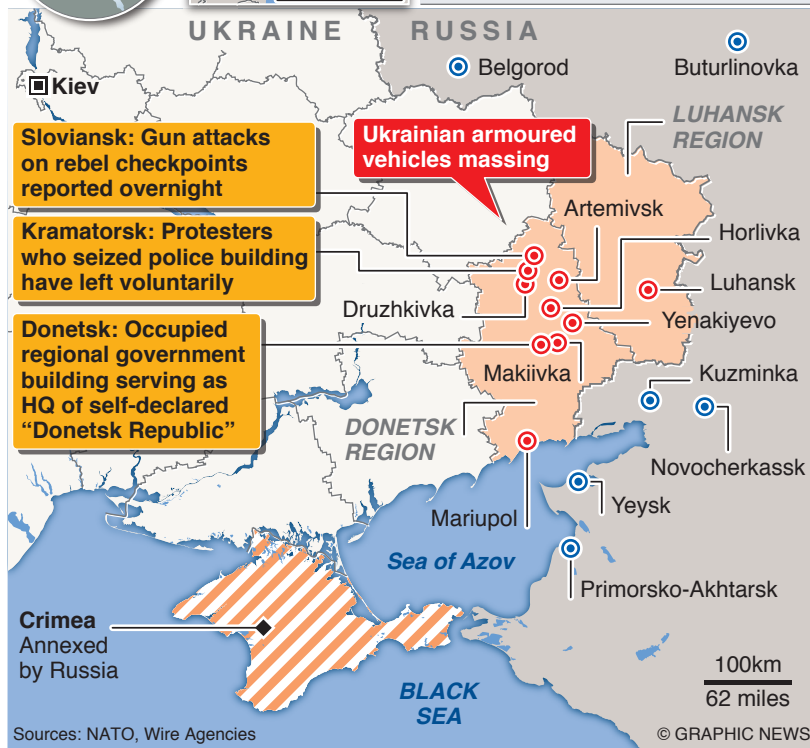 UKRAINE
RUSSIA
Belgorod
Buturlinovka
Kiev
LUHANSK
REGION
Sloviansk: Gun attacks
on rebel checkpoints
reported overnight
Ukrainian armoured
vehicles massing
Artemivsk
Horlivka
Kramatorsk: Protesters
who seized police building
have left voluntarily
Luhansk
Druzhkivka
Yenakiyevo
Donetsk: Occupied
regional government
building serving as
HQ of self-declared
“Donetsk Republic”
Makiivka
Kuzminka
DONETSK
REGION
Novocherkassk
Mariupol
Yeysk
Sea of Azov
Primorsko-Akhtarsk
Crimea
Annexed
by Russia
100km
62 miles
BLACK
SEA
Sources: NATO, Wire Agencies
© GRAPHIC NEWS